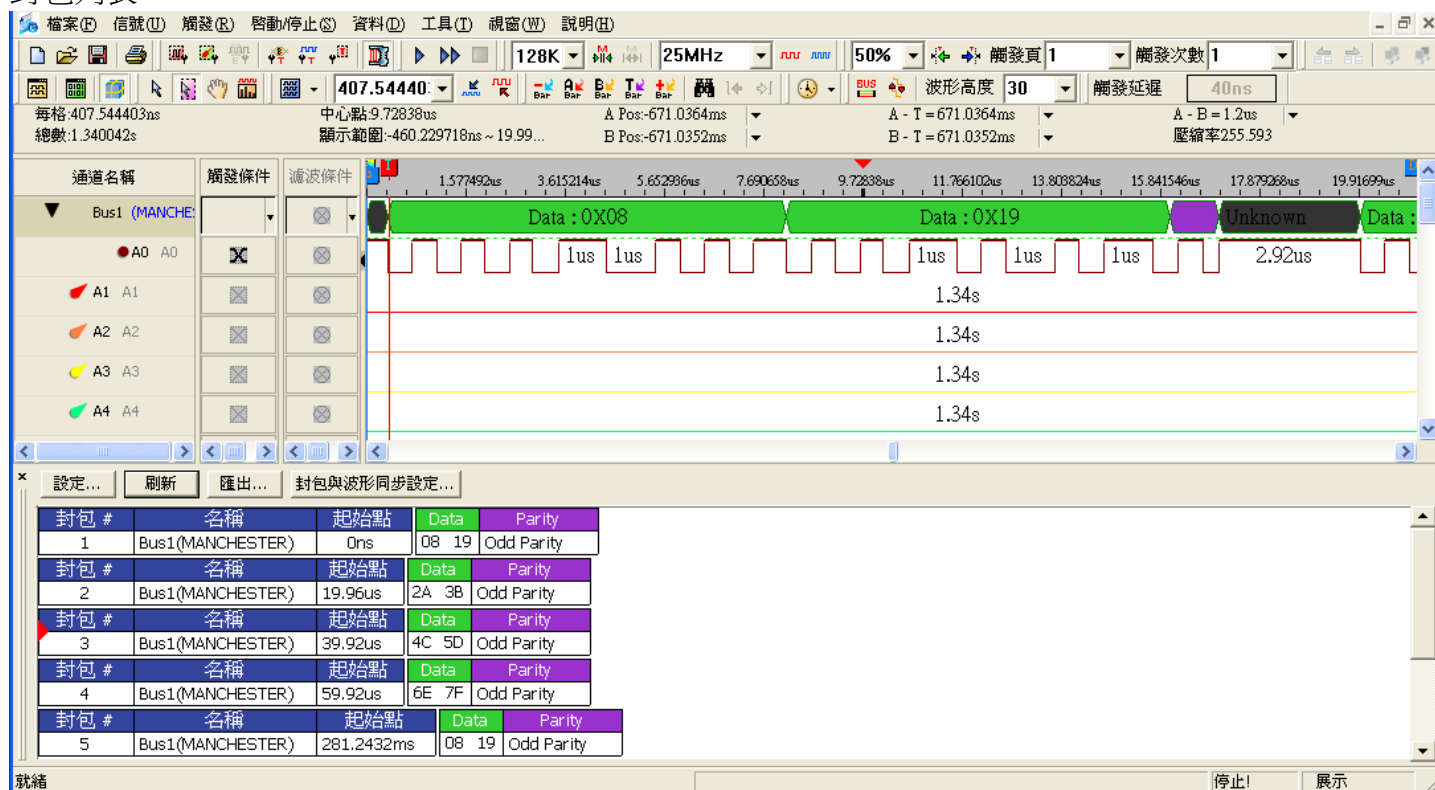 檔案(F) 信號(U) 觸發(R) 啓動/停止(S) 資料(D) 工具(T) 視窗(W) 説明(H)
128K 25MHz 50% 觸發頁 1 觸發次數 1
407.54440 Bar Bar Bar Bar Bar BUS 波形高度 30 觸發延遲 40ns
每格:407.544403ns 中心點:9.72838us A Pos:-671.0364ms A - T = 671.0364ms A - B = 1.2us
總數:1.340042s 顯示範圍:-460.229718ns ~ 19.99... B Pos:-671.0352ms B - T = 671.0352ms 壓縮率255.593
通道名稱 觸發條件 濾波條件 1.577492us 3.615214us 5.652936us 7.690658us 9.72838us 11.766102us 13.803824us 15.841546us 17.879268us 19.91699us
Bus1 (MANCHE: Data : 0X08 Data : 0X19 Unknown Data :
A0 A0 1us 1us 1us 1us 1us 2.92us
A1 A1 1.34s
A2 A2 1.34s
A3 A3 1.34s
A4 A4 1.34s
設定... 刷新 匯出... 封包與波形同步設定...
封包 # 名稱 起始點 Data Parity
1 Bus1(MANCHESTER) 0ns 08 19 Odd Parity
封包 # 名稱 起始點 Data Parity
2 Bus1(MANCHESTER) 19.96us 2A 3B Odd Parity
封包 # 名稱 起始點 Data Parity
3 Bus1(MANCHESTER) 39.92us 4C 5D Odd Parity
封包 # 名稱 起始點 Data Parity
4 Bus1(MANCHESTER) 59.92us 6E 7F Odd Parity
封包 # 名稱 起始點 Data Parity
5 Bus1(MANCHESTER) 281.2432ms 08 19 Odd Parity
就緒 停止! 展示